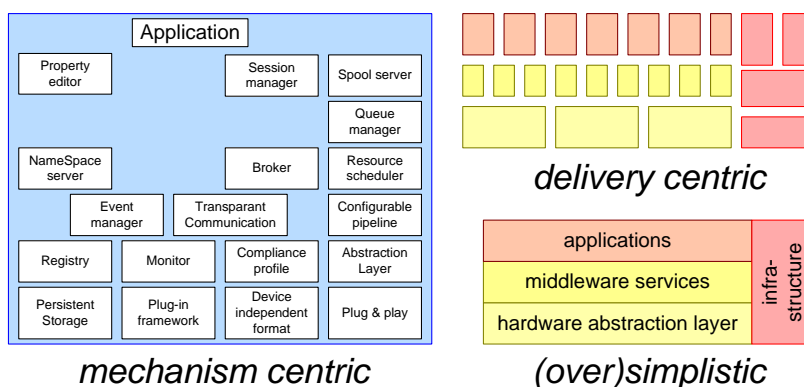 Application
Property
editor
Session
manager
Spool server
Queue
manager
NameSpace
server
Broker
Resource
scheduler
Event
manager
Transparant
Communication
Configurable
pipeline
Registry
Monitor
Compliance
profile
Abstraction
Layer
Persistent
Storage
Plug-in
framework
Device
independent
format
Plug & play
mechanism centric
delivery centric
applications
middleware services
hardware abstraction layer
infra-
structure
(over)simplistic